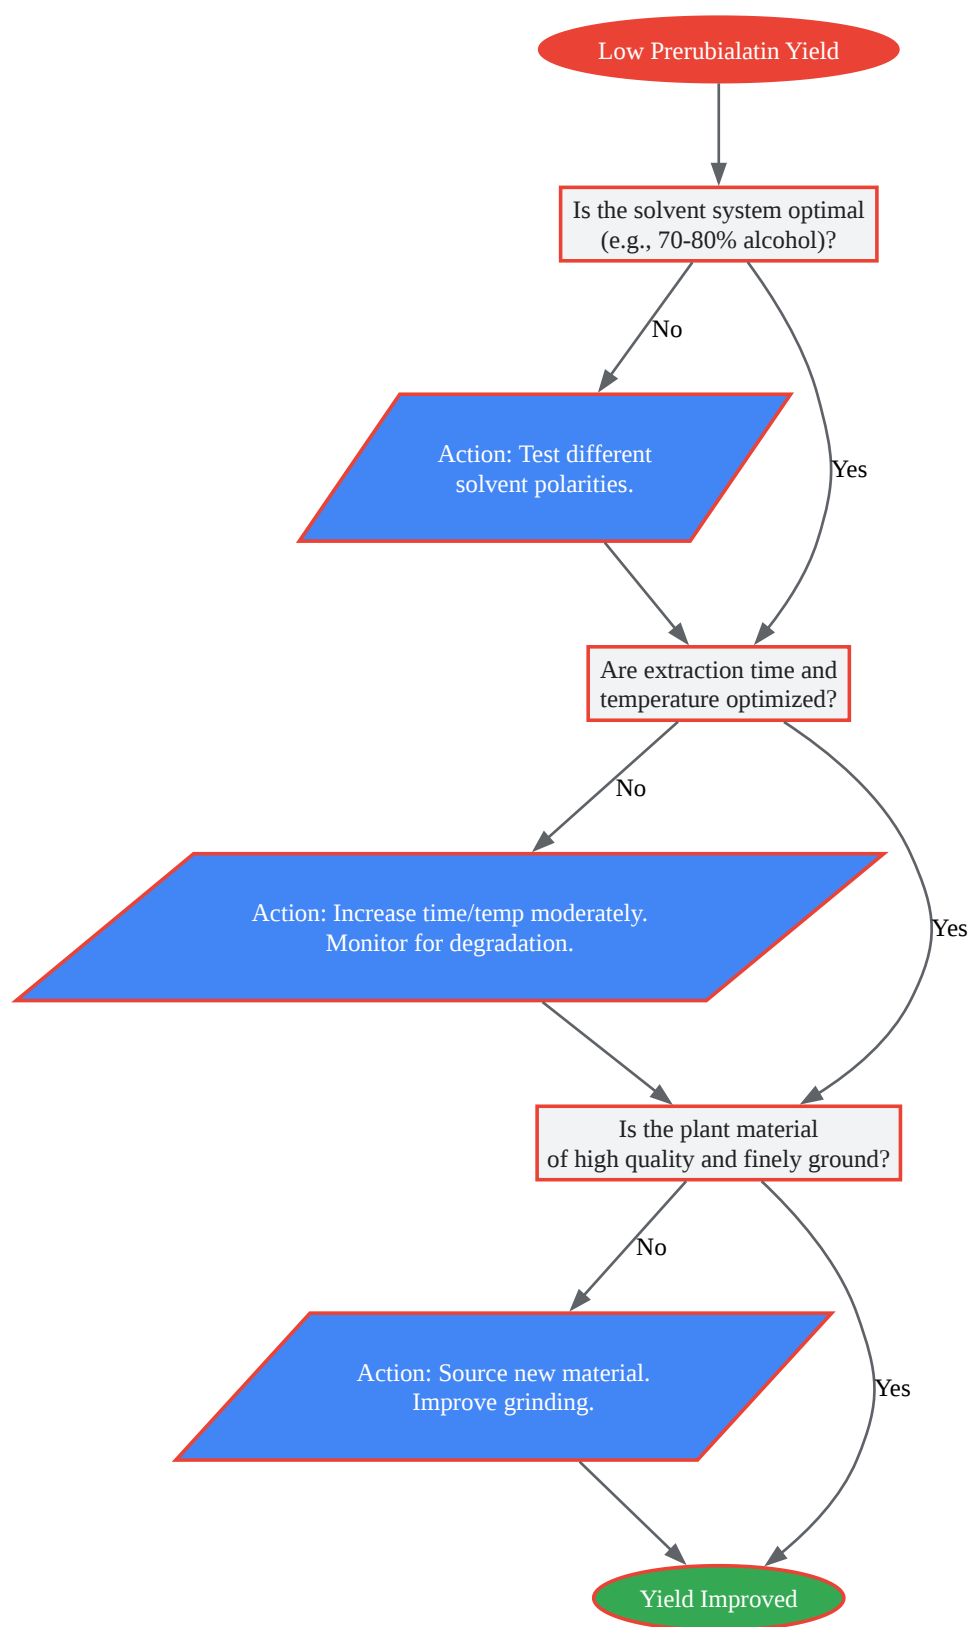 Low Prerubialatin Yield
Is the solvent system optimal
(e.g., 70-80% alcohol)?
No
Action: Test different
solvent polarities.
Yes
Are extraction time and
temperature optimized?
No
Action: Increase time/temp moderately.
Monitor for degradation.
Yes
Is the plant material
of high quality and finely ground?
No
Action: Source new material.
Improve grinding.
Yes
Yield Improved